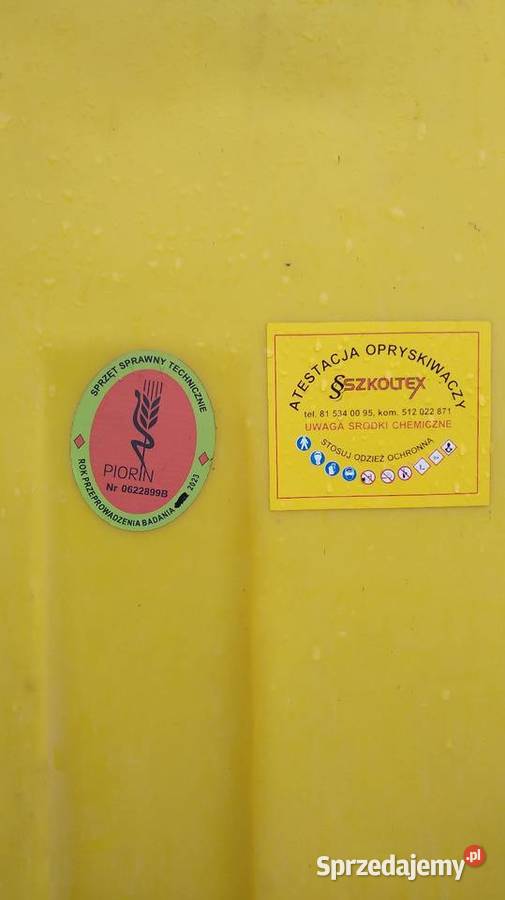 SPRZĘT SPRAWNY TECHNICZNIE
PIORIN
Nr 0622899B
ROK PRZEPROWADZENIA BADANIA 2023
ATESTACJA OPRYSKIWACZY
§SZKOLTEX
tel. 81 534 00 95, kom. 512 022 871
UWAGA ŚRODKI CHEMICZNE
STOSUJ ODZIEŻ OCHRONNĄ
Sprzedajemy.pl